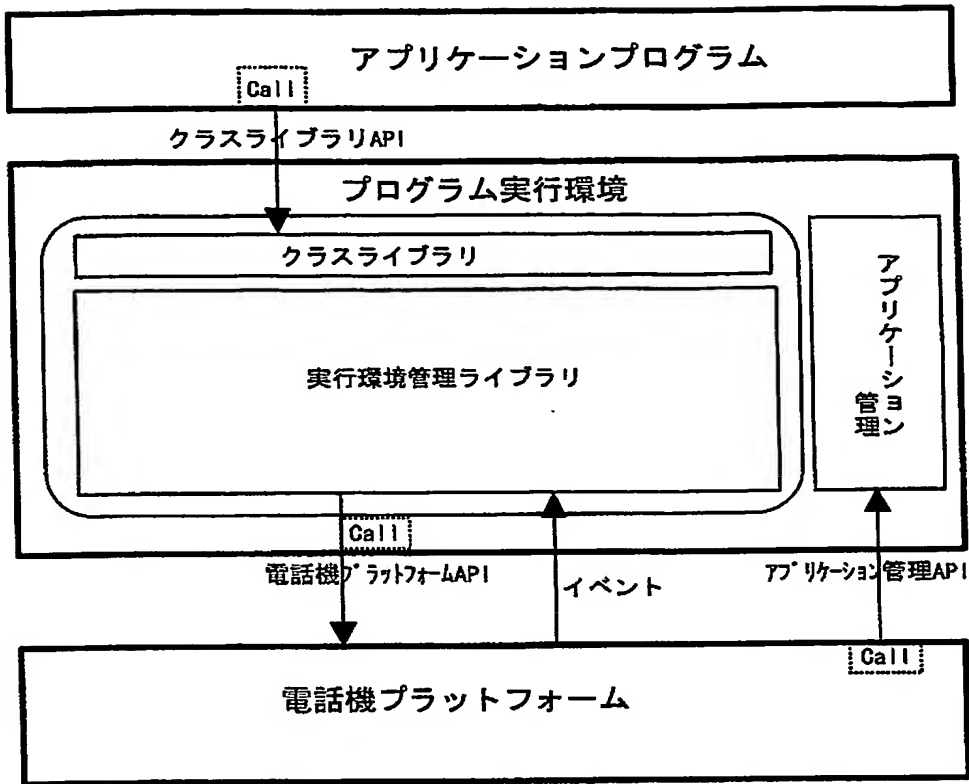 アプリケーションプログラム
Call
クラスライブラリAPI
プログラム実行環境
クラスライブラリ
アプリケーション
管理
実行環境管理ライブラリ
Call
電話機プラットフォームAPI
イベント
アプリケーション管理API
Call
電話機プラットフォーム